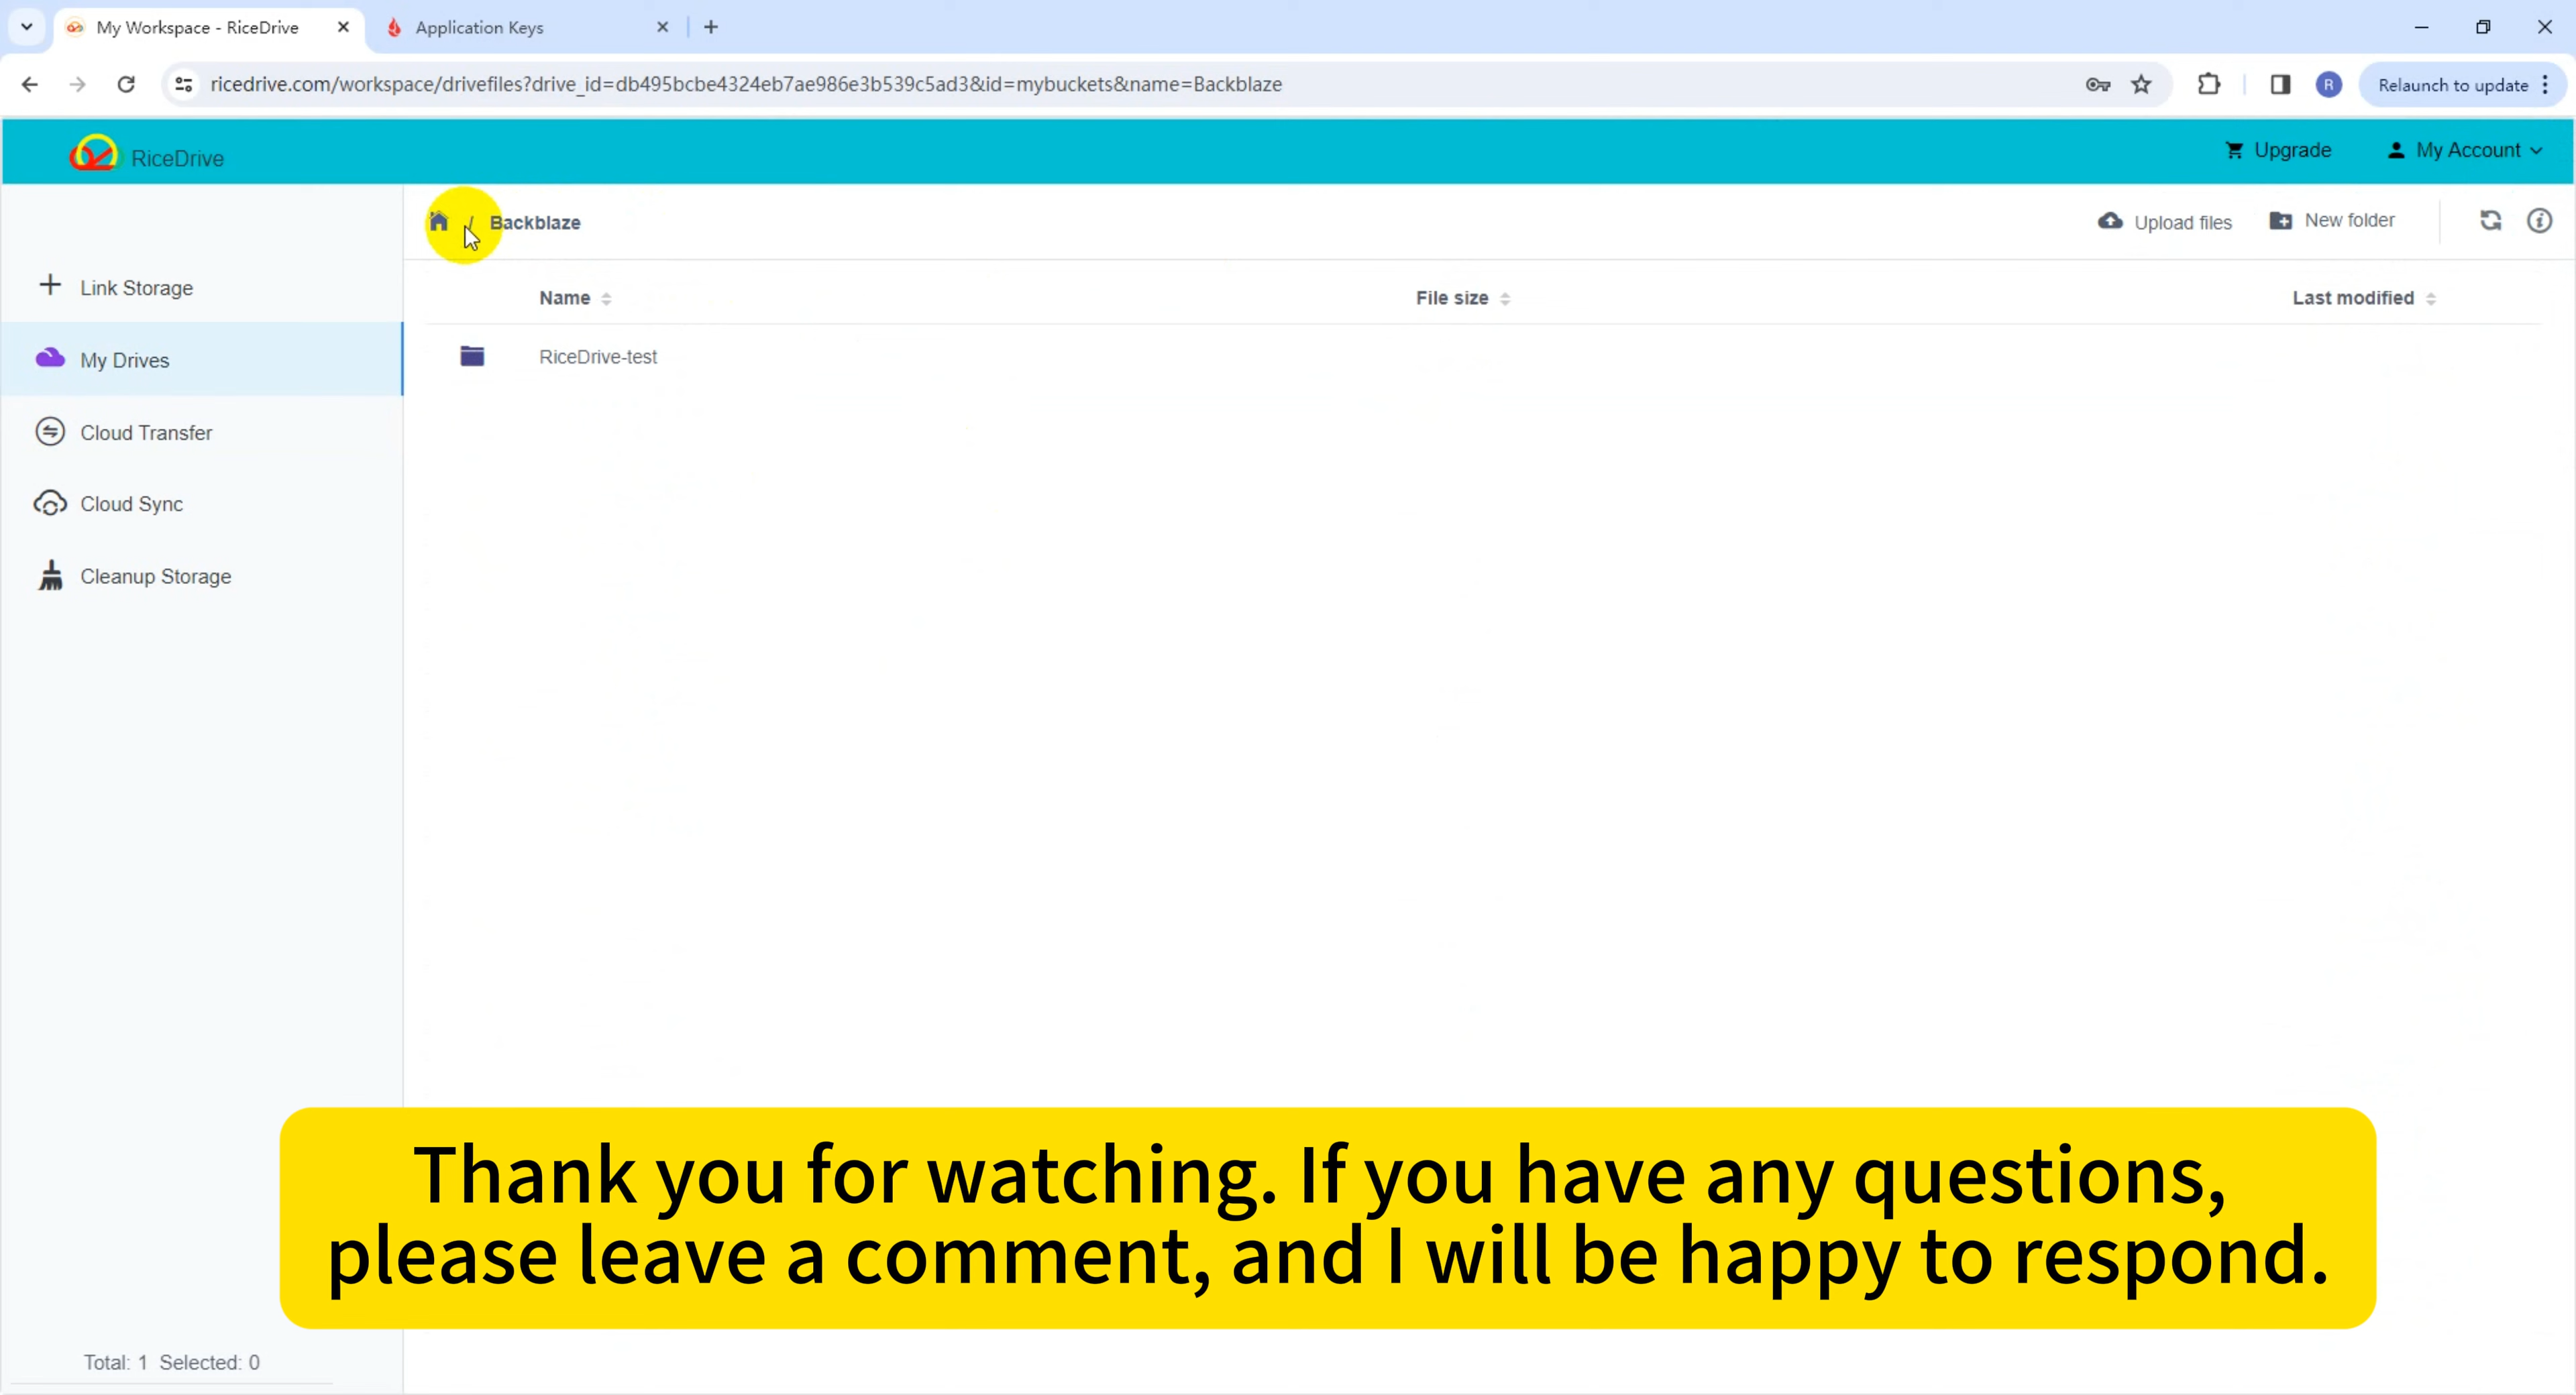 My Workspace - RiceDrive
Application Keys
ricedrive.com/workspace/drivefiles?drive_id=db495bcbe4324eb7ae986e3b539c5ad3&id=mybuckets&name=Backblaze
R
Relaunch to update
RiceDrive
Upgrade
My Account
/ Backblaze
Upload files
New folder
Link Storage
My Drives
Cloud Transfer
Cloud Sync
Cleanup Storage
Name
File size
Last modified
RiceDrive-test
Thank you for watching. If you have any questions,
please leave a comment, and I will be happy to respond.
Total: 1 Selected: 0